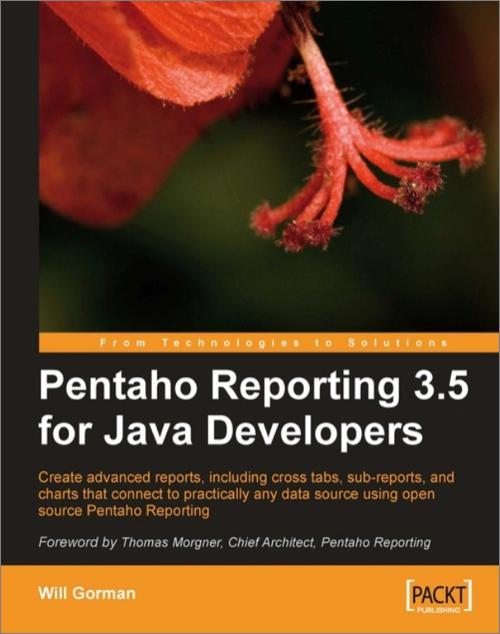 From Technologies to Solutions
Pentaho Reporting 3.5
for Java Developers
Create advanced reports, including cross tabs, sub-reports, and
charts that connect to practically any data source using open
source Pentaho Reporting
Foreword by Thomas Morgner, Chief Architect, Pentaho Reporting
Will Gorman
[PACKT]
PUBLISHING